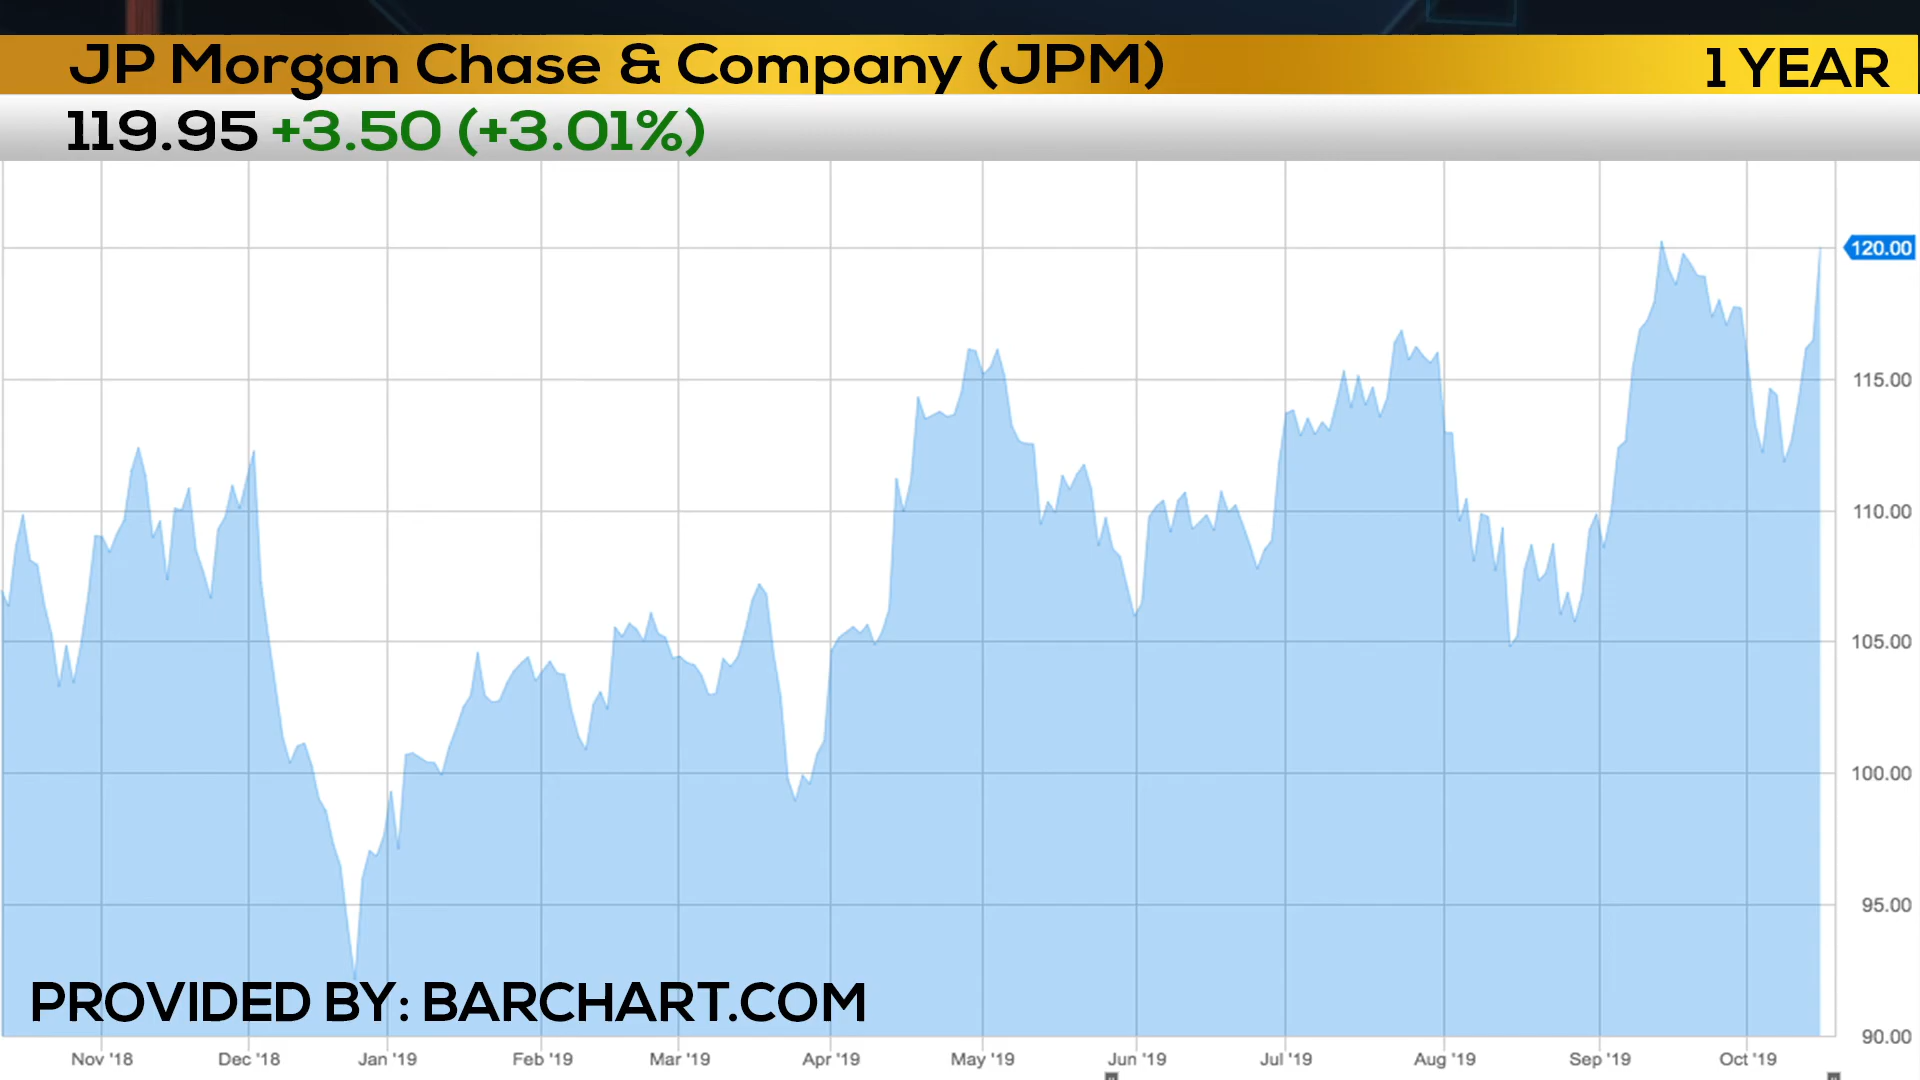 JP Morgan Chase & Company (JPM) 1 YEAR
119.95 +3.50 (+3.01%)
120.00
115.00
110.00
105.00
100.00
95.00
90.00
PROVIDED BY: BARCHART.COM
Nov '18 Dec '18 Jan '19 Feb '19 Mar '19 Apr '19 May '19 Jun '19 Jul '19 Aug '19 Sep '19 Oct '19